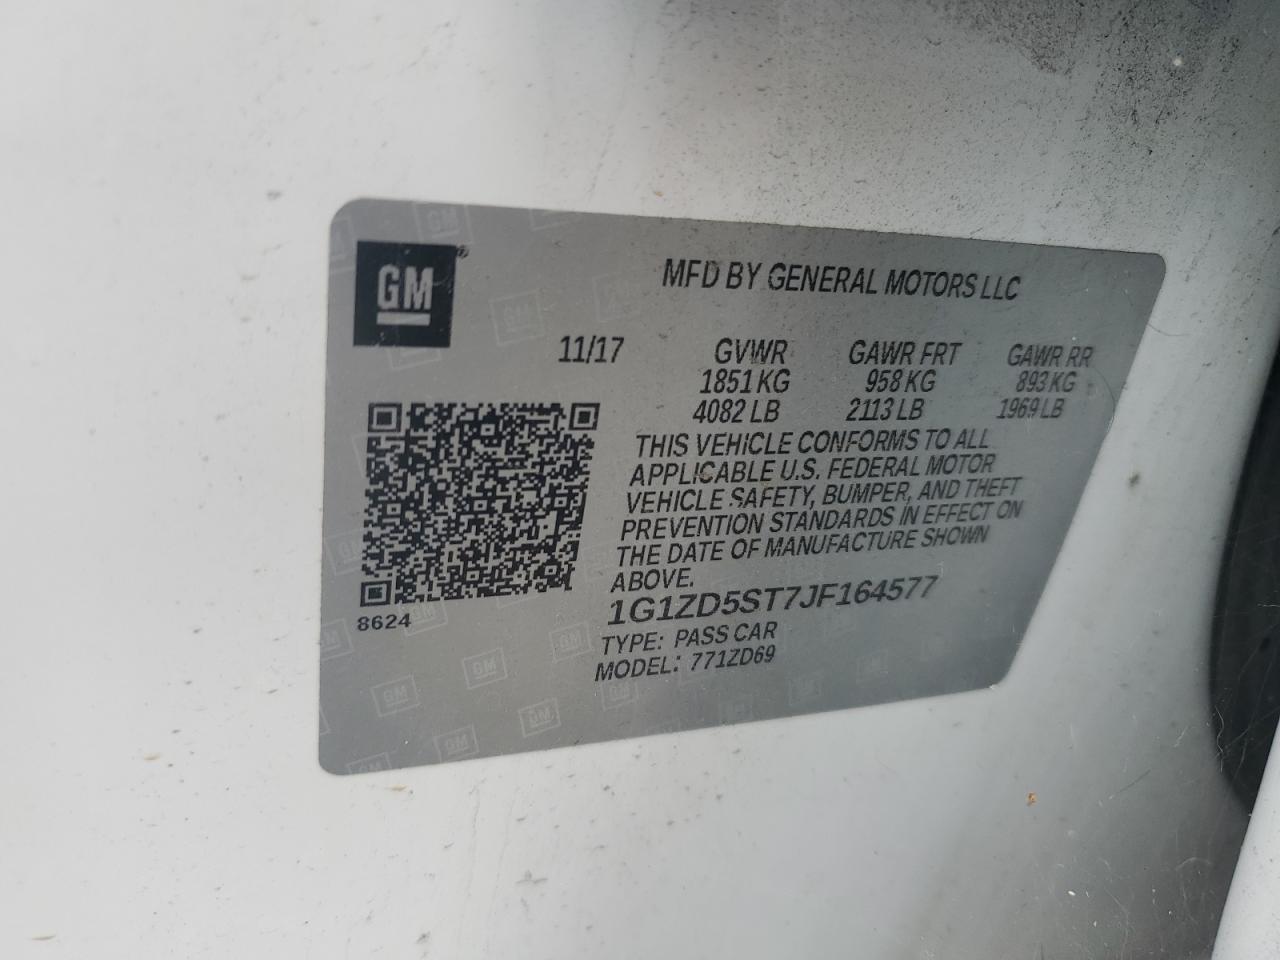 GM
MFD BY GENERAL MOTORS LLC
11/17 GVWR GAWR FRT GAWR RR
1851 KG 958 KG 893 KG
4082 LB 2113 LB 1969 LB
THIS VEHICLE CONFORMS TO ALL
APPLICABLE U.S. FEDERAL MOTOR
VEHICLE SAFETY, BUMPER, AND THEFT
PREVENTION STANDARDS IN EFFECT ON
THE DATE OF MANUFACTURE SHOWN
ABOVE.
8624
1G1ZD5ST7JF164577
TYPE: PASS CAR
MODEL: 771ZD69